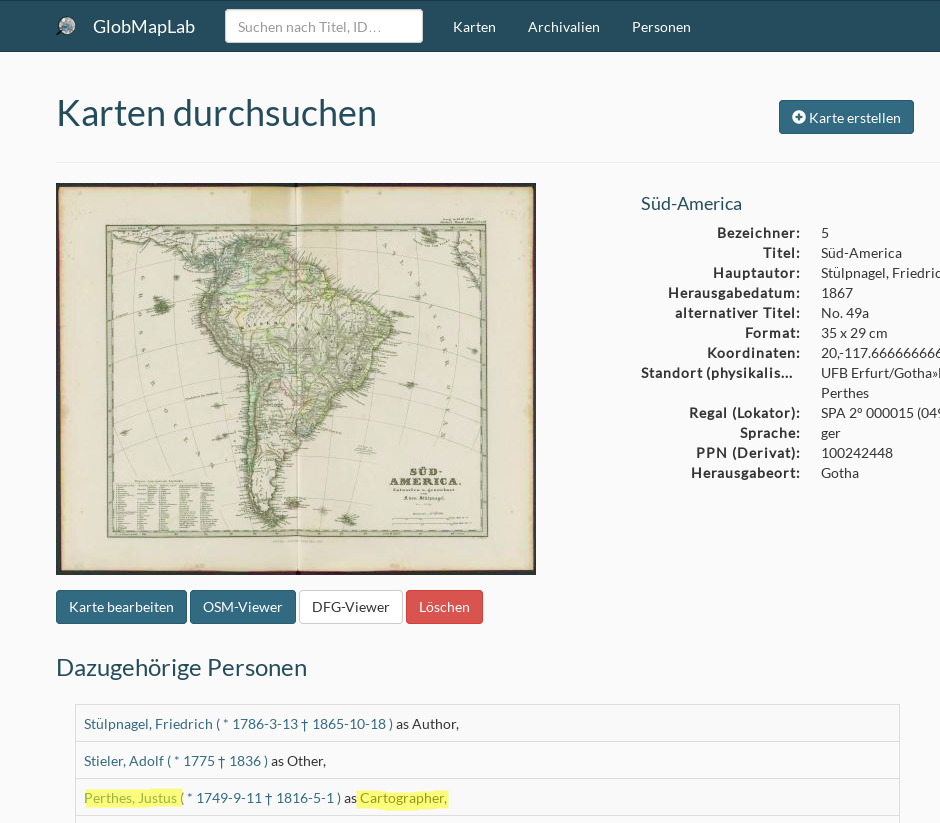 GlobMapLab
Suchen nach Titel, ID…
Karten
Archivalien
Personen
Karten durchsuchen
Karte erstellen
SÜD-
AMERICA.
Süd-America
Bezeichner: 5
Titel: Süd-America
Hauptautor: Stülpnagel, Friedric
Herausgabedatum: 1867
alternativer Titel: No. 49a
Format: 35 x 29 cm
Koordinaten: 20,-117.666666666
Standort (physikalis... UFB Erfurt/Gotha»
Perthes
Regal (Lokator): SPA 2° 000015 (049
Sprache: ger
PPN (Derivat): 100242448
Herausgabeort: Gotha
Karte bearbeiten
OSM-Viewer
DFG-Viewer
Löschen
Dazugehörige Personen
Stülpnagel, Friedrich ( * 1786-3-13 † 1865-10-18 ) as Author,
Stieler, Adolf ( * 1775 † 1836 ) as Other,
Perthes, Justus ( * 1749-9-11 † 1816-5-1 ) as Cartographer,